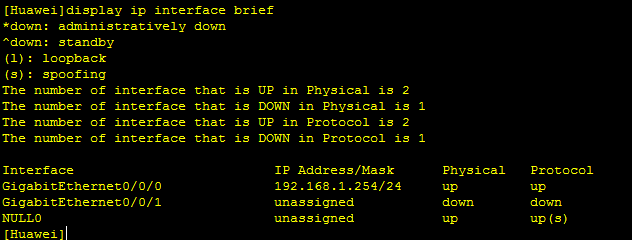 [Huawei]display ip interface brief
*down: administratively down
^down: standby
(l): loopback
(s): spoofing
The number of interface that is UP in Physical is 2
The number of interface that is DOWN in Physical is 1
The number of interface that is UP in Protocol is 2
The number of interface that is DOWN in Protocol is 1
Interface IP Address/Mask Physical Protocol
GigabitEthernet0/0/0 192.168.1.254/24 up up
GigabitEthernet0/0/1 unassigned down down
NULL0 unassigned up up(s)
[Huawei]